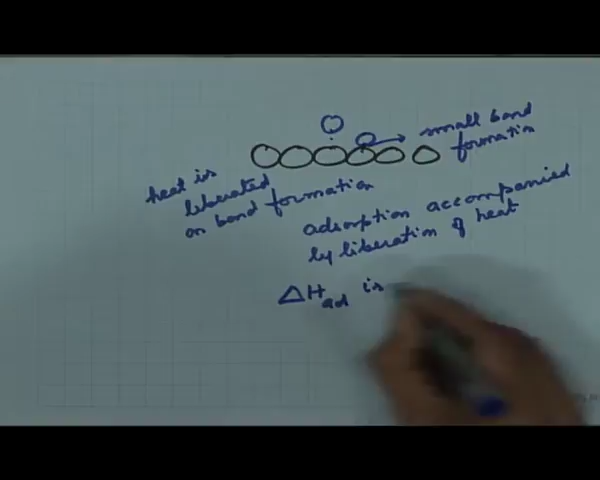 small bond
formation
heat is
liberated
on bond formation
adsorption accompanied
by liberation of heat
ΔHad is